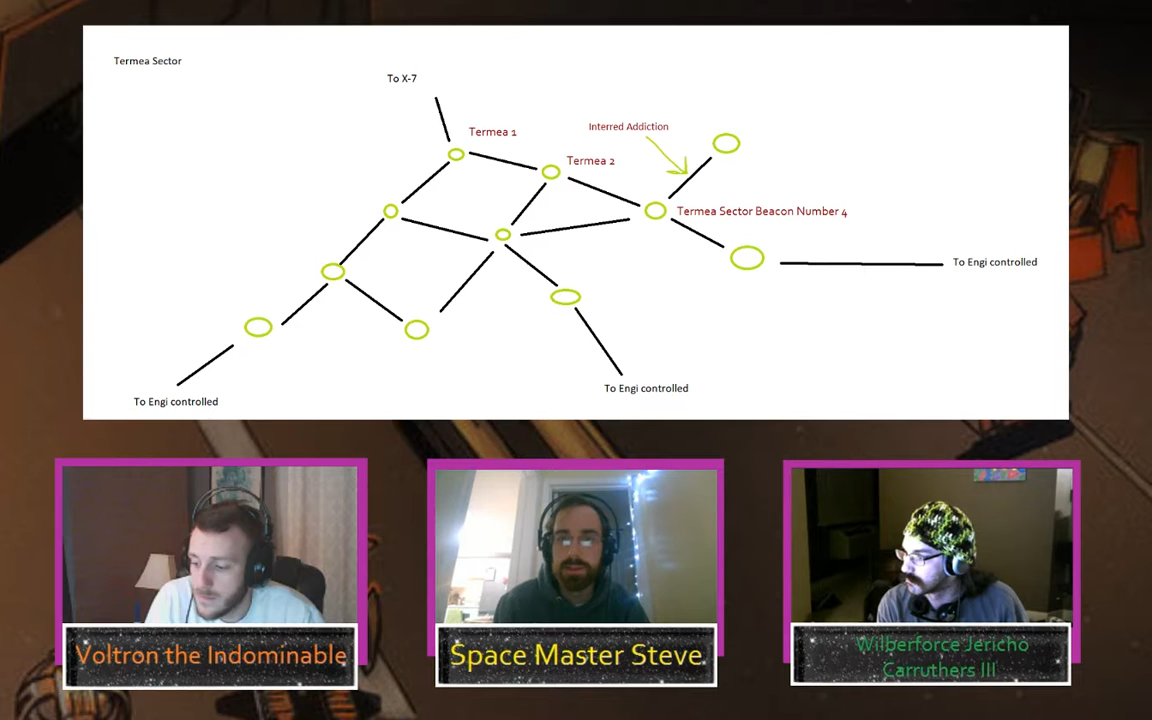 Termea Sector
To X-7
Termea 1
Interred Addiction
Termea 2
Termea Sector Beacon Number 4
To Engi controlled
To Engi controlled
To Engi controlled
Voltron the Indominable
Space Master Steve
Wilberforce Jericho
Carruthers III